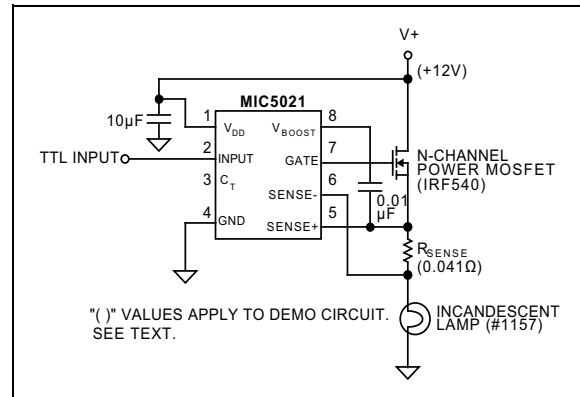 V+
(+12V)
MIC5021
10µF
1
8
V_DD
V_BOOST
TTL INPUT
2
7
INPUT
GATE
N-CHANNEL
POWER MOSFET
(IRF540)
3
6
C_T
SENSE-
0.01
µF
4
5
GND
SENSE+
R_SENSE
(0.041Ω)
"( )" VALUES APPLY TO DEMO CIRCUIT.
SEE TEXT.
INCANDESCENT
LAMP (#1157)